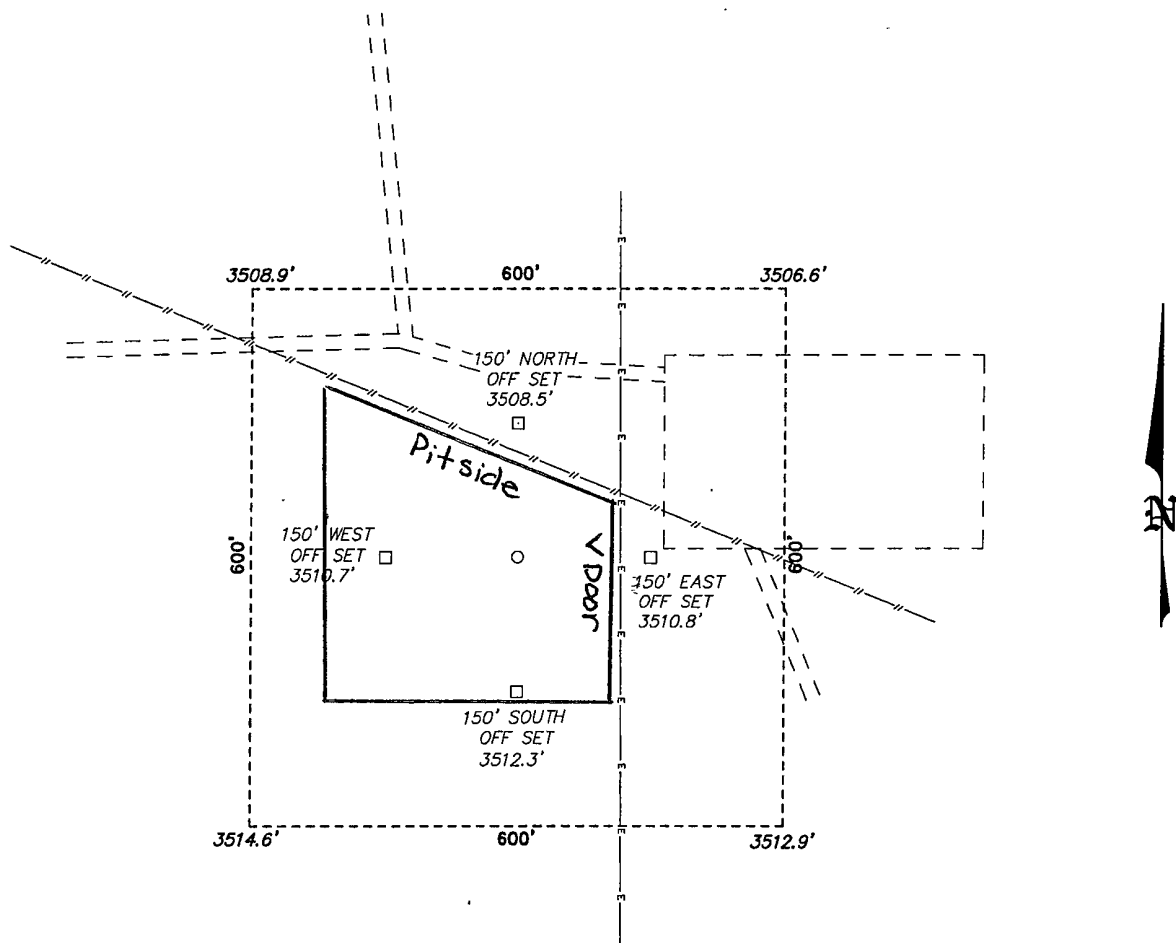 3508.9'
600'
3506.6'
150' NORTH
OFF SET
3508.5'
Pitside
150' WEST
OFF SET
3510.7'
600'
V Door
150' EAST
OFF SET
3510.8'
600'
N
150' SOUTH
OFF SET
3512.3'
3514.6'
600'
3512.9'
E
E
E
E
E
E
E
E
E
E